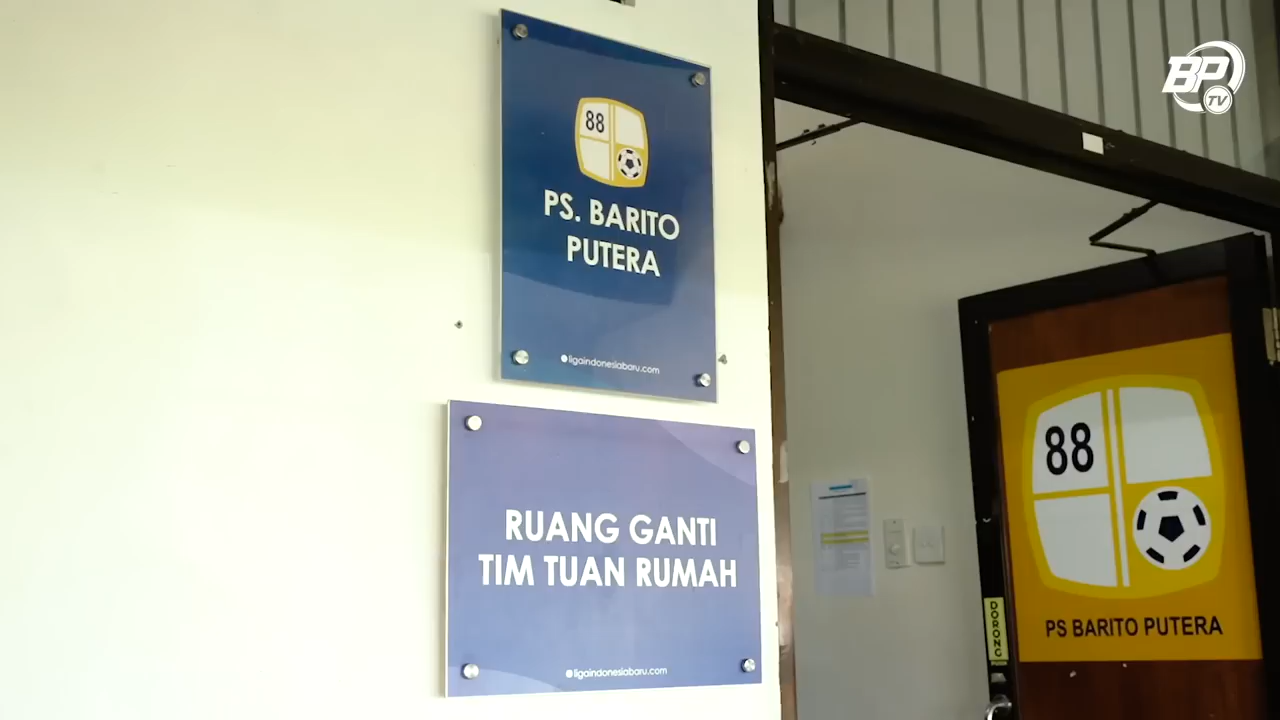 BP
TV
88
PS. BARITO
PUTERA
ligaindonesiabaru.com
RUANG GANTI
TIM TUAN RUMAH
ligaindonesiabaru.com
88
PS BARITO PUTERA
DORONG